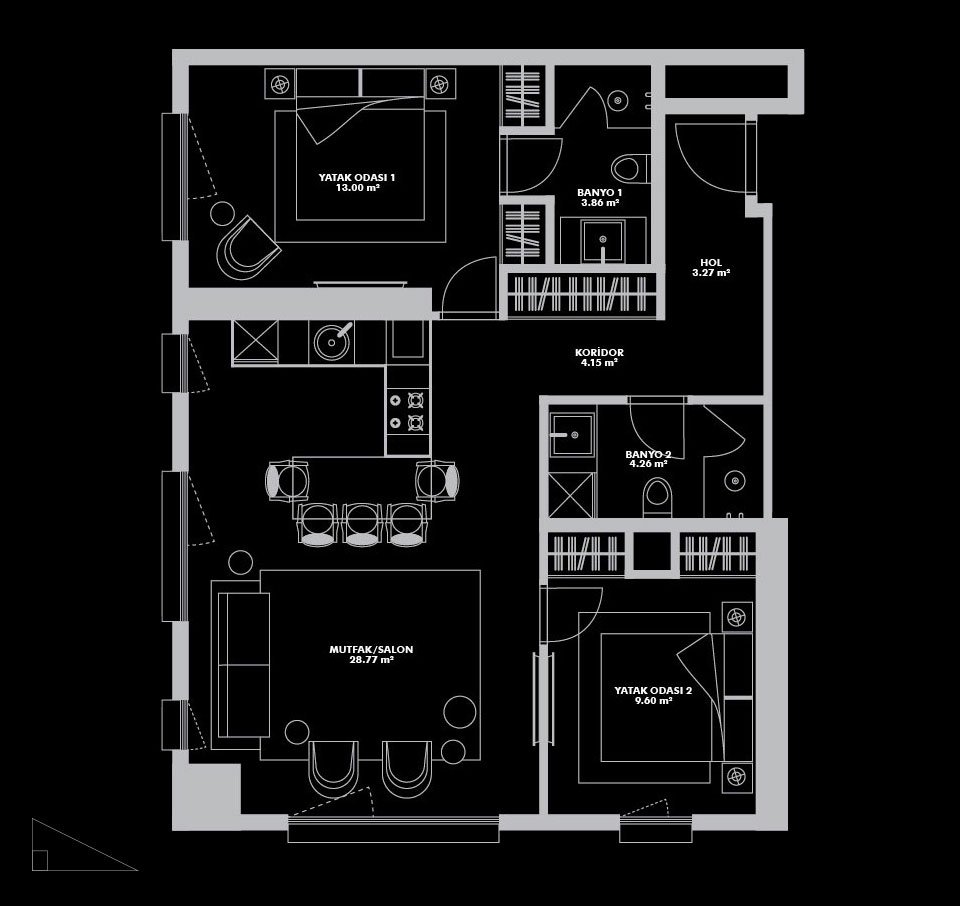 YATAK ODASI 1
13.00 m²
BANYO 1
3.86 m²
HOL
3.27 m²
KORİDOR
4.15 m²
BANYO 2
4.26 m²
MUTFAK/SALON
28.77 m²
YATAK ODASI 2
9.60 m²